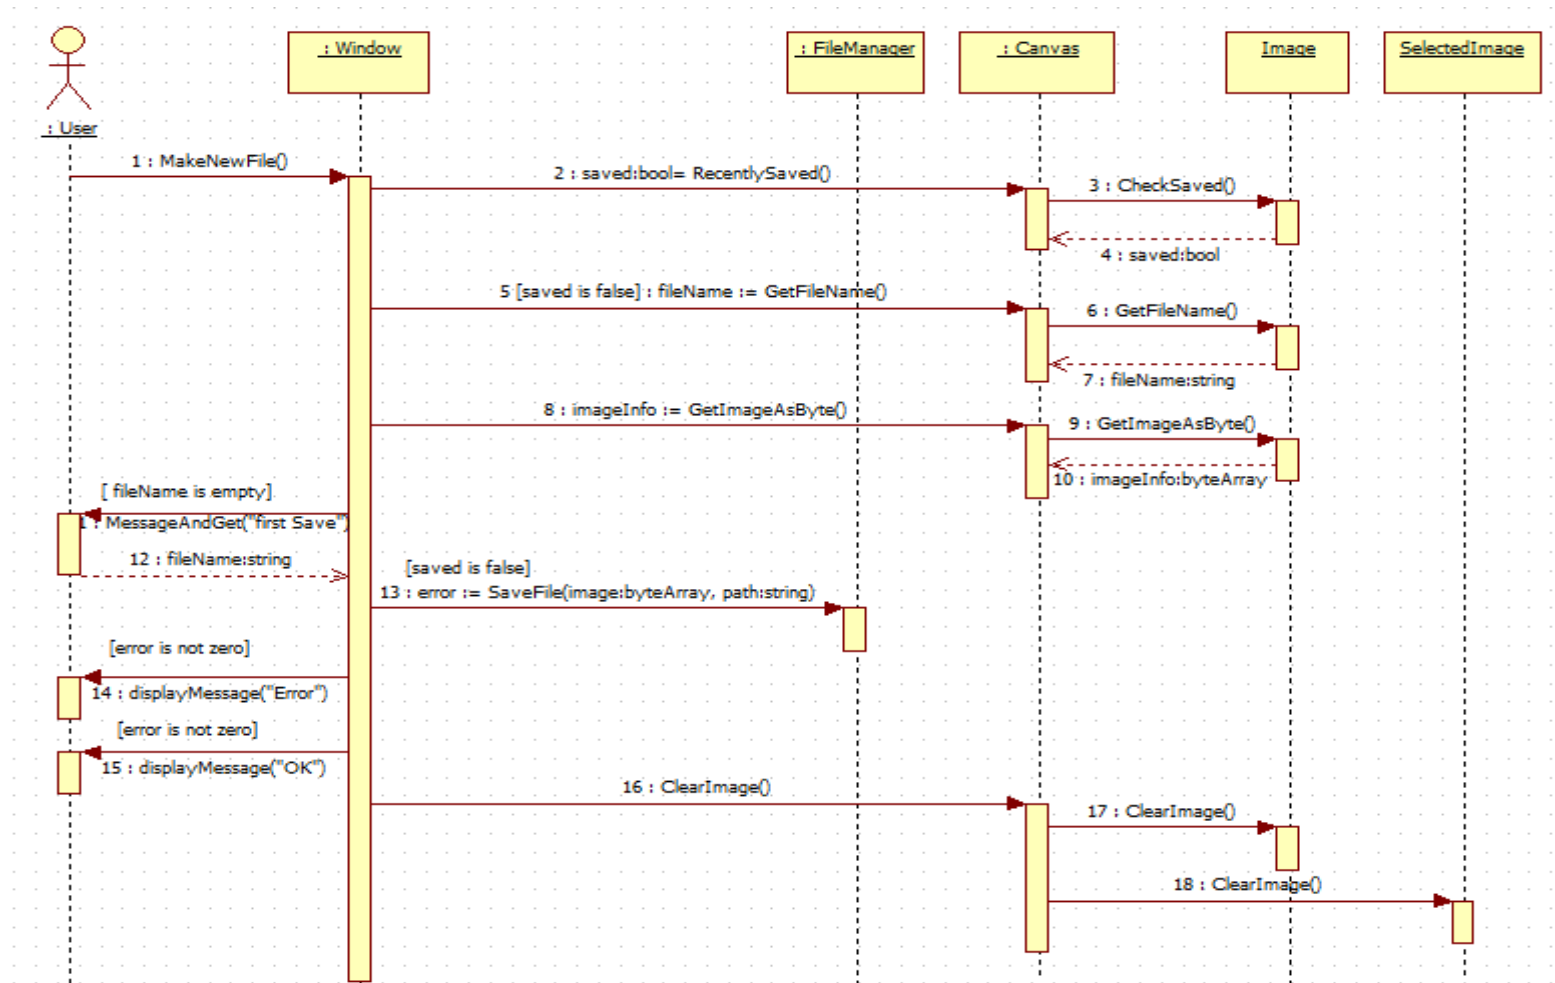 : User
: Window
: FileManager
: Canvas
Image
SelectedImage
1 : MakeNewFile()
2 : saved:bool= RecentlySaved()
3 : CheckSaved()
4 : saved:bool
5 [saved is false] : fileName := GetFileName()
6 : GetFileName()
7 : fileName:string
8 : imageInfo := GetImageAsByte()
9 : GetImageAsByte()
10 : imageInfo:byteArray
[ fileName is empty]
1 : MessageAndGet("first Save")
12 : fileName:string
[saved is false]
13 : error := SaveFile(image:byteArray, path:string)
[error is not zero]
14 : displayMessage("Error")
[error is not zero]
15 : displayMessage("OK")
16 : ClearImage()
17 : ClearImage()
18 : ClearImage()